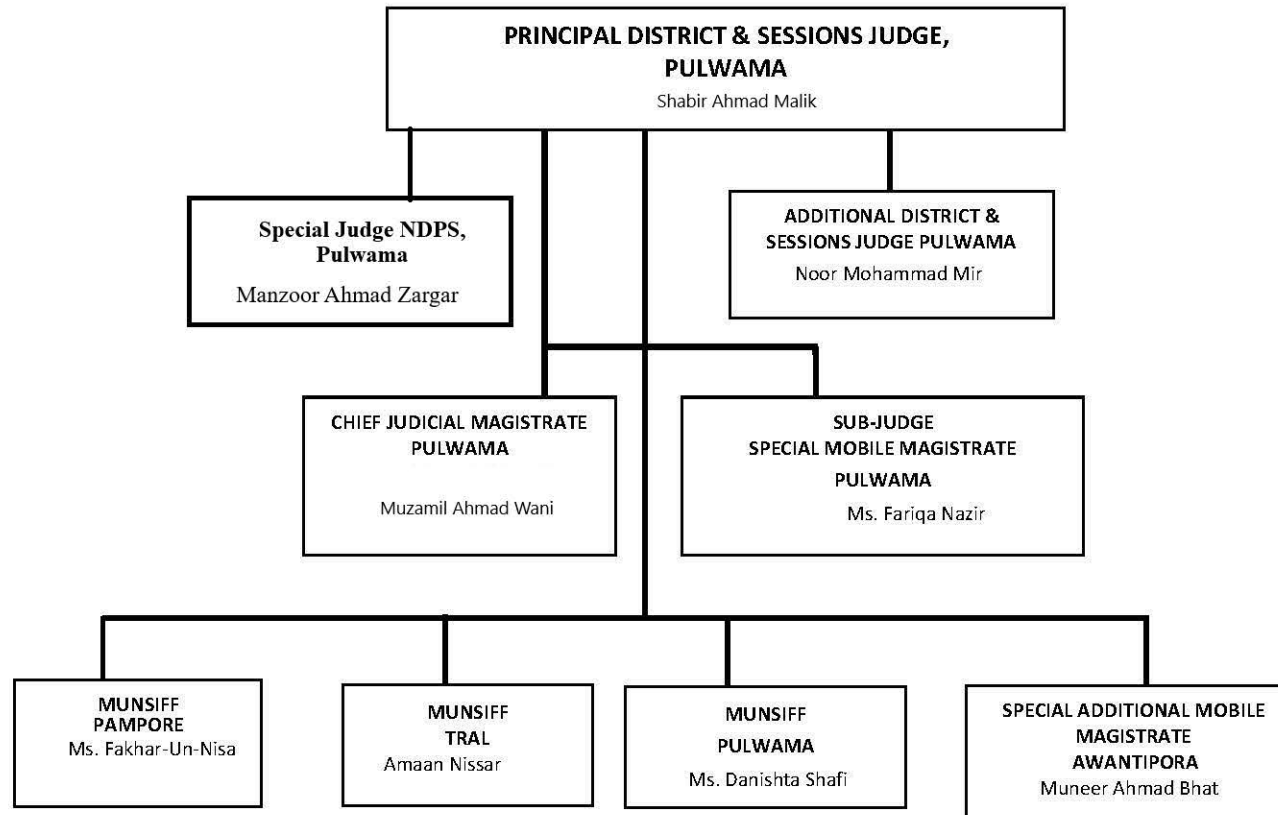 PRINCIPAL DISTRICT & SESSIONS JUDGE,
PULWAMA
Shabir Ahmad Malik
Special Judge NDPS,
Pulwama
Manzoor Ahmad Zargar
ADDITIONAL DISTRICT &
SESSIONS JUDGE PULWAMA
Noor Mohammad Mir
CHIEF JUDICIAL MAGISTRATE
PULWAMA
Muzamil Ahmad Wani
SUB-JUDGE
SPECIAL MOBILE MAGISTRATE
PULWAMA
Ms. Fariqa Nazir
MUNSIFF
PAMPORE
Ms. Fakhar-Un-Nisa
MUNSIFF
TRAL
Amaan Nissar
MUNSIFF
PULWAMA
Ms. Danishta Shafi
SPECIAL ADDITIONAL MOBILE
MAGISTRATE
AWANTIPORA
Muneer Ahmad Bhat